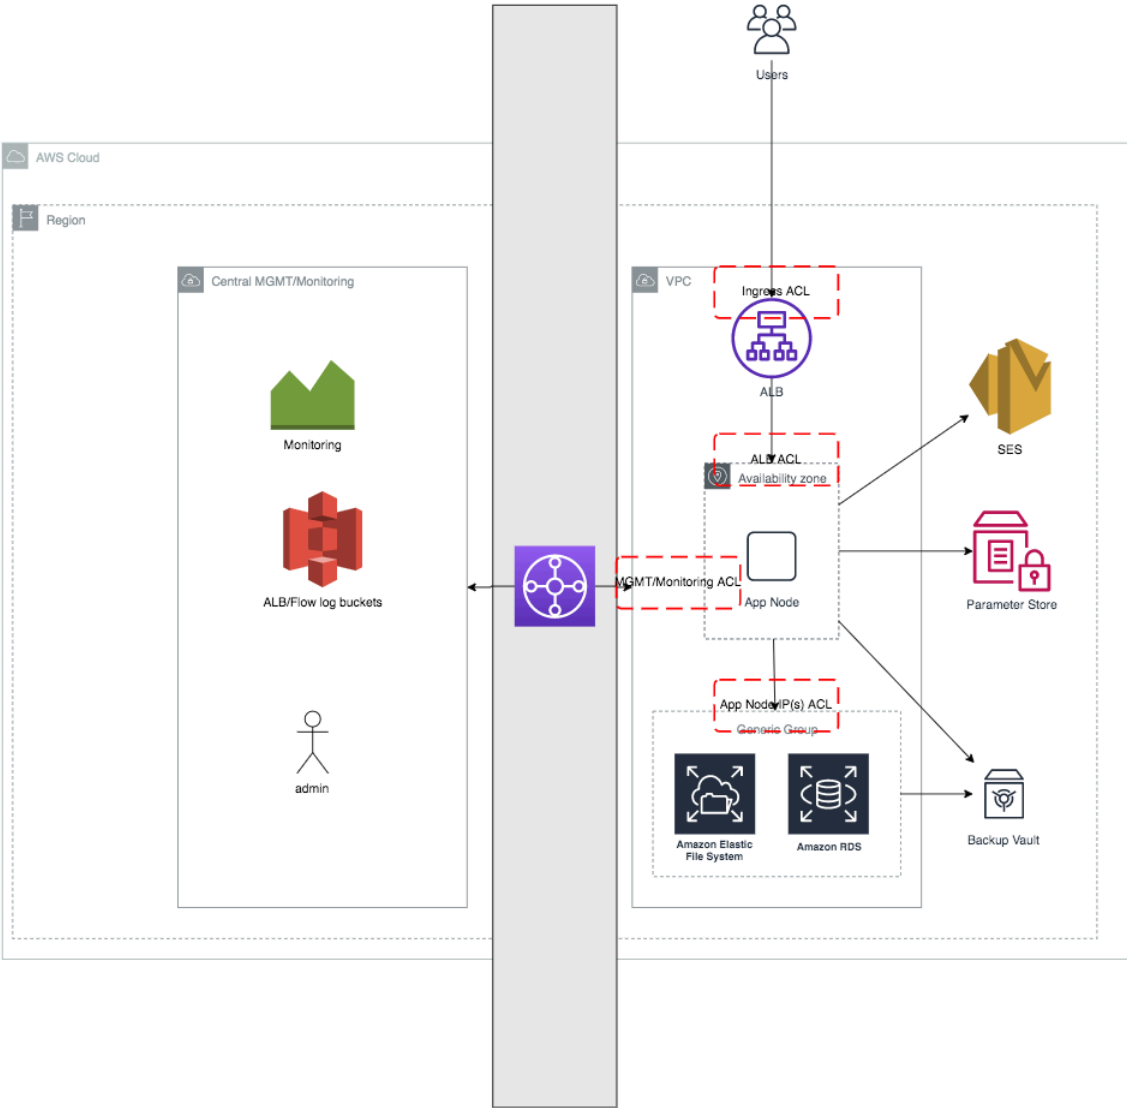 Users
AWS Cloud
Region
Central MGMT/Monitoring
VPC
Ingress ACL
ALB
Monitoring
SES
ALB ACL
Availability zone
ALB/Flow log buckets
MGMT/Monitoring ACL
App Node
Parameter Store
App Node IP(s) ACL
Generic Group
admin
Amazon Elastic
File System
Amazon RDS
Backup Vault